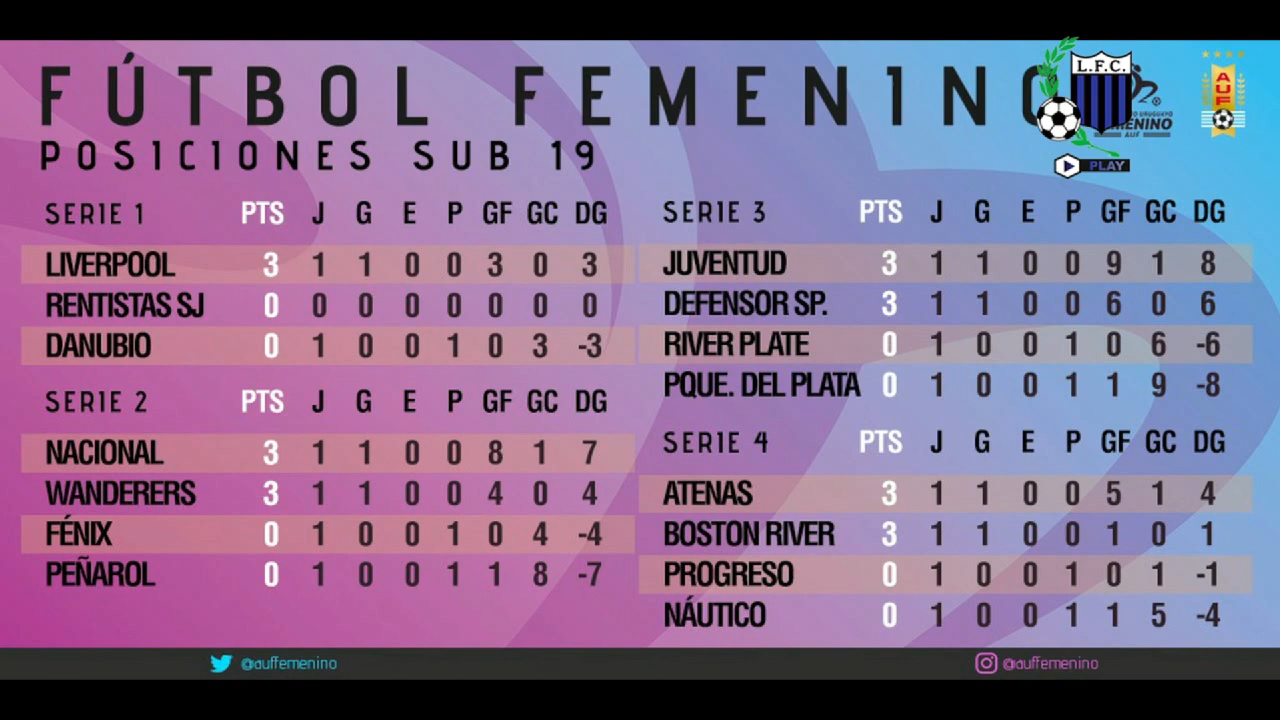 FÚTBOL FEMENINO
POSICIONES SUB 19
L.F.C.
MENINO
AUF
PLAY
AUF
SERIE 1 PTS J G E P GF GC DG
LIVERPOOL 3 1 1 0 0 3 0 3
RENTISTAS SJ 0 0 0 0 0 0 0 0
DANUBIO 0 1 0 0 1 0 3 -3
SERIE 2 PTS J G E P GF GC DG
NACIONAL 3 1 1 0 0 8 1 7
WANDERERS 3 1 1 0 0 4 0 4
FÉNIX 0 1 0 0 1 0 4 -4
PEÑAROL 0 1 0 0 1 1 8 -7
SERIE 3 PTS J G E P GF GC DG
JUVENTUD 3 1 1 0 0 9 1 8
DEFENSOR SP. 3 1 1 0 0 6 0 6
RIVER PLATE 0 1 0 0 1 0 6 -6
PQUE. DEL PLATA 0 1 0 0 1 1 9 -8
SERIE 4 PTS J G E P GF GC DG
ATENAS 3 1 1 0 0 5 1 4
BOSTON RIVER 3 1 1 0 0 1 0 1
PROGRESO 0 1 0 0 1 0 1 -1
NÁUTICO 0 1 0 0 1 1 5 -4
@auffemenino
@auffemenino